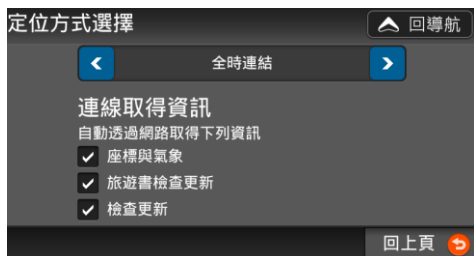 定位方式選擇
回導航
全時連結
連線取得資訊
自動透過網路取得下列資訊
座標與氣象
旅遊書檢查更新
檢查更新
回上頁